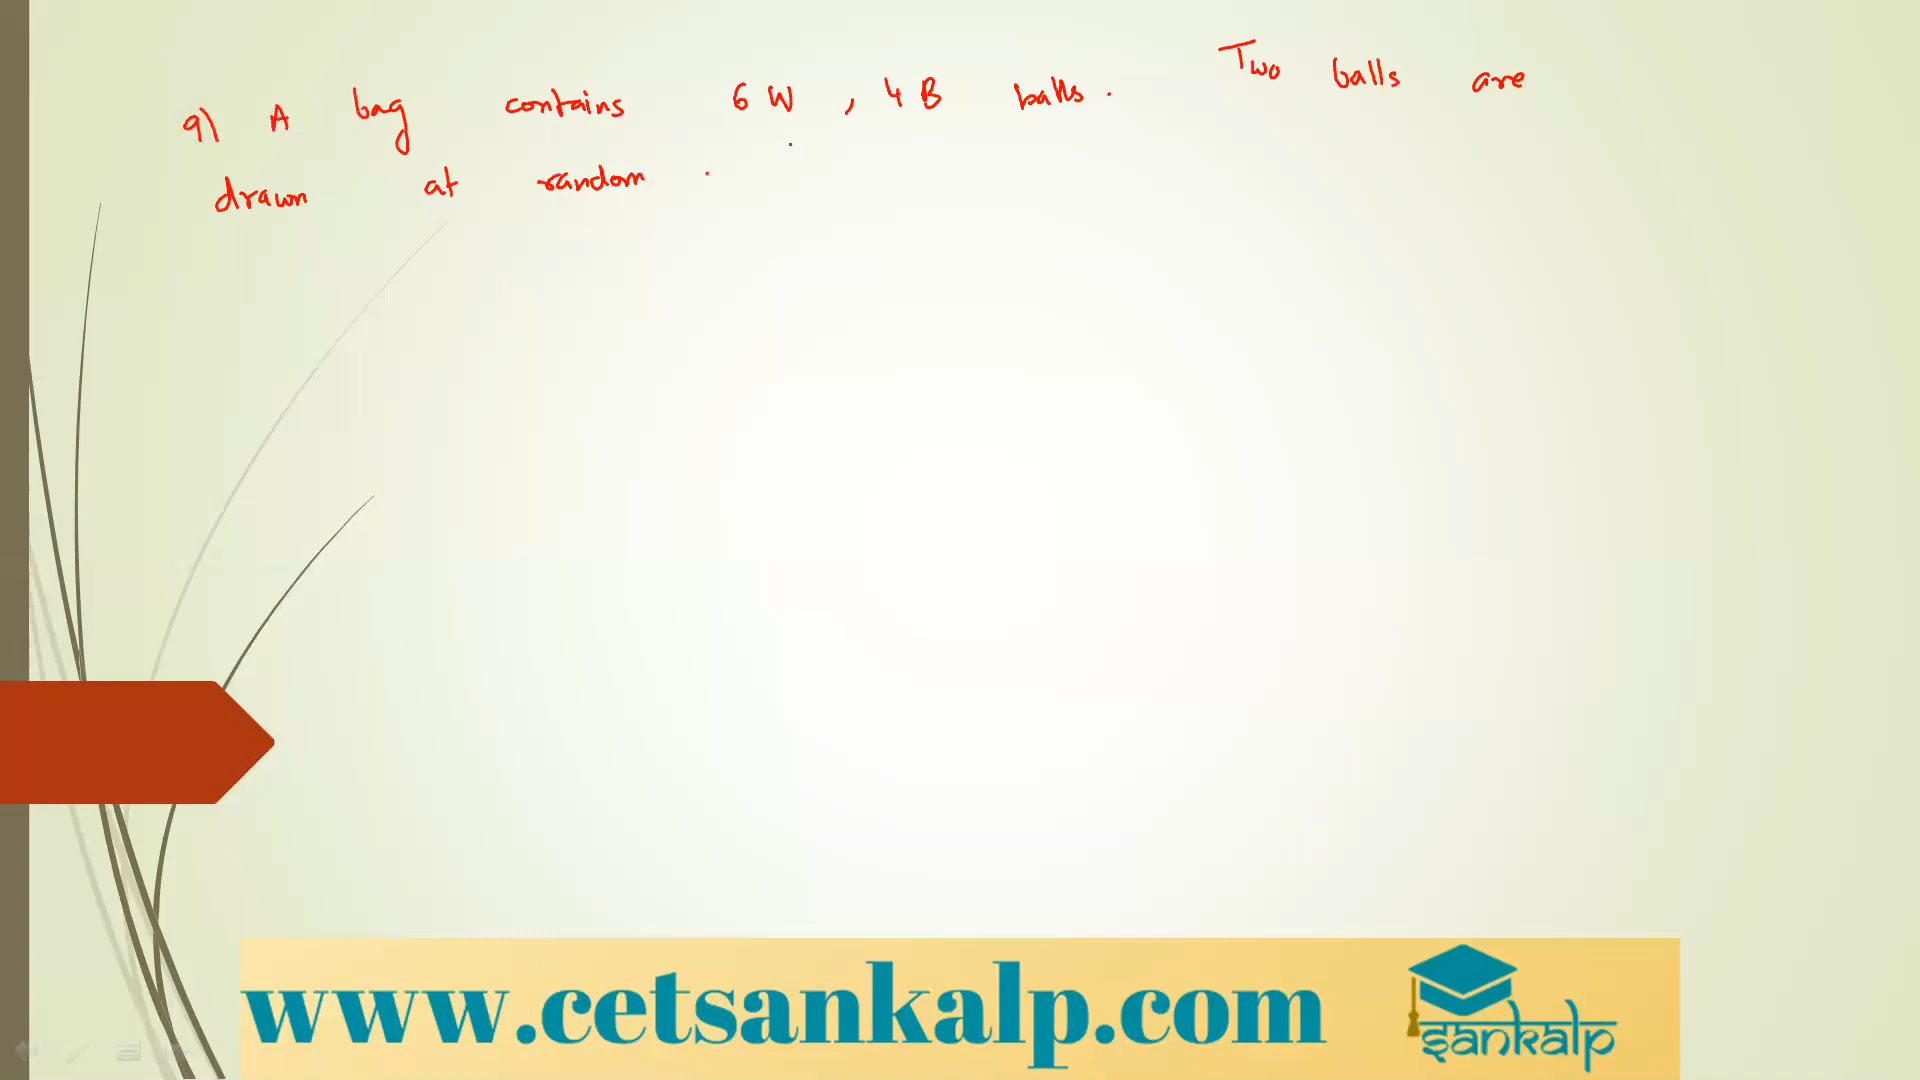 9) A bag contains 6 W , 4 B balls . Two balls are
drawn at random .
www.cetsankalp.com
sankalp